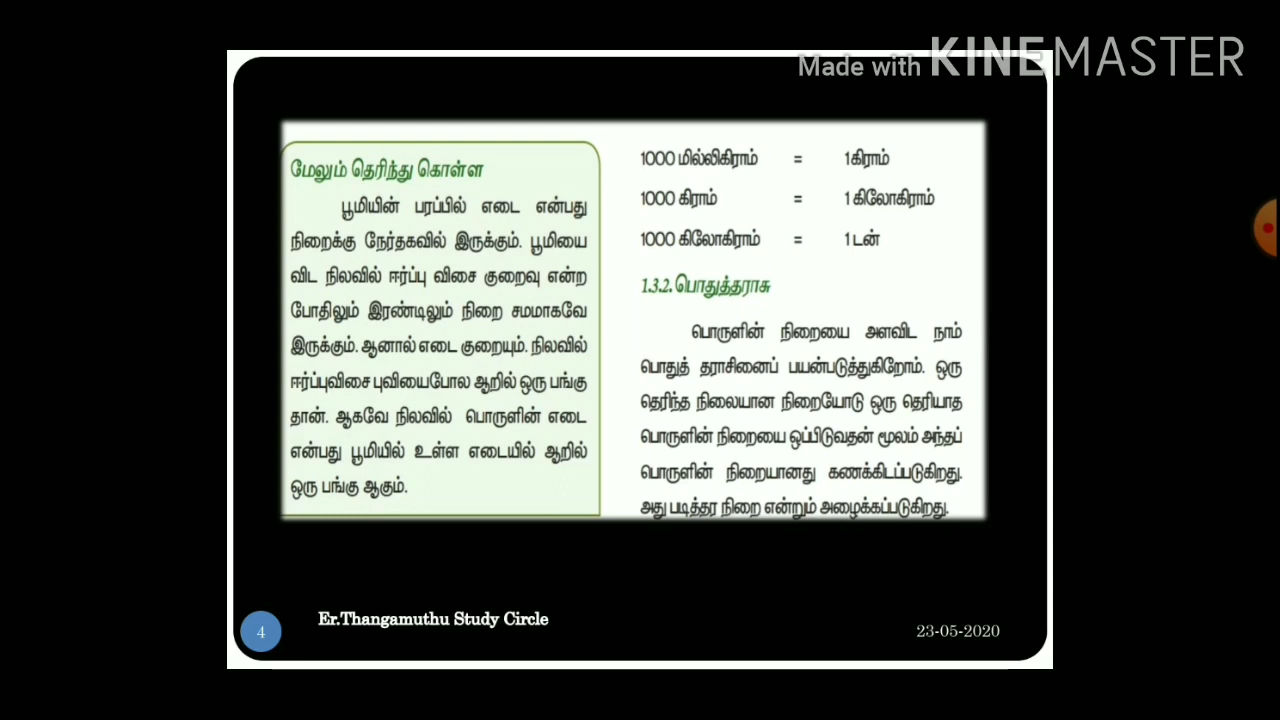 Made with KINEMASTER
மேலும் தெரிந்து கொள்ள
பூமியின் பரப்பில் எடை என்பது
நிறைக்கு நேர்தகவில் இருக்கும். பூமியை
விட நிலவில் ஈர்ப்பு விசை குறைவு என்ற
போதிலும் இரண்டிலும் நிறை சமமாகவே
இருக்கும். ஆனால் எடை குறையும். நிலவில்
ஈர்ப்புவிசை புவியைபோல ஆறில் ஒரு பங்கு
தான். ஆகவே நிலவில் பொருளின் எடை
என்பது பூமியில் உள்ள எடையில் ஆறில்
ஒரு பங்கு ஆகும்.
1000 மில்லிகிராம் = 1கிராம்
1000 கிராம் = 1 கிலோகிராம்
1000 கிலோகிராம் = 1 டன்
1.3.2. பொதுத்தராசு
பொருளின் நிறையை அளவிட நாம்
பொதுத் தராசினைப் பயன்படுத்துகிறோம். ஒரு
தெரிந்த நிலையான நிறையோடு ஒரு தெரியாத
பொருளின் நிறையை ஒப்பிடுவதன் மூலம் அந்தப்
பொருளின் நிறையானது கணக்கிடப்படுகிறது.
அது படித்தர நிறை என்றும் அழைக்கப்படுகிறது.
Er.Thangamuthu Study Circle
4
23-05-2020